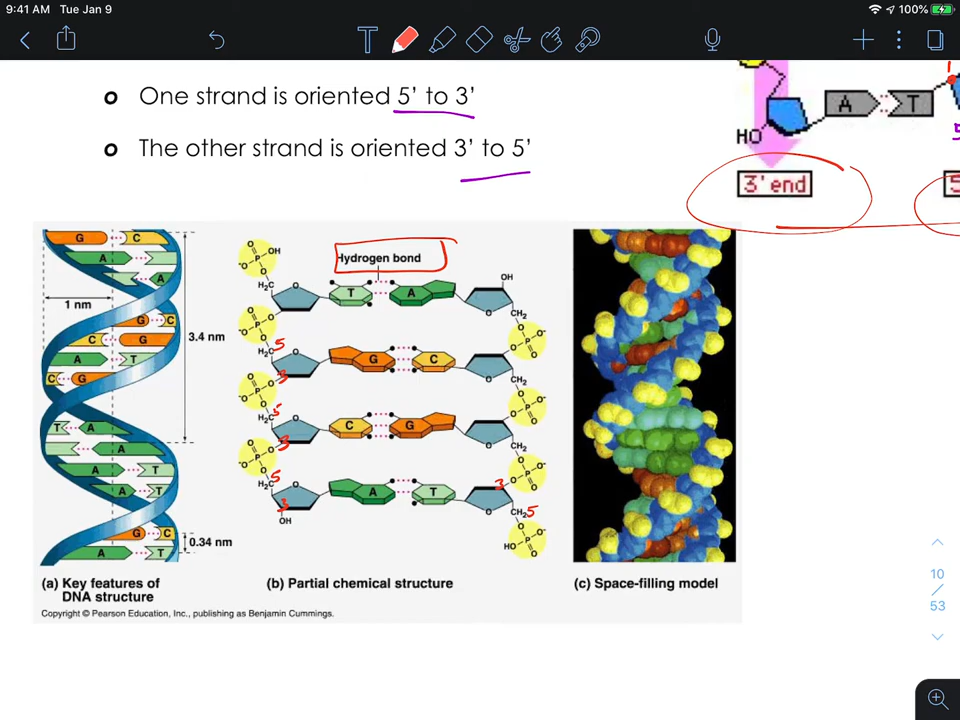 9:41 AM Tue Jan 9
100%
T
o One strand is oriented 5’ to 3’
o The other strand is oriented 3’ to 5’
A T
HO
3' end
5
G C
A
A
1 nm
G C
C G
A T
C G
3.4 nm
T A
A
A T
A T
G C
A T
0.34 nm
(a) Key features of
DNA structure
Hydrogen bond
O OH
-O P O
O
H2C O
T A
OH
O
CH2
O O-
P
O O
O
-O P O
O
H2C 5
O
3
G C
O
CH2
O O-
P
O O
O
-O P O
O
H2C 5
O
3
C G
O
CH2
O O-
P
O O
O
-O P O
O
H2C 5
O
3
OH
A T
3
O
CH2 5
O O-
HO P
O
(b) Partial chemical structure
(c) Space-filling model
Copyright © Pearson Education, Inc., publishing as Benjamin Cummings.
10
53